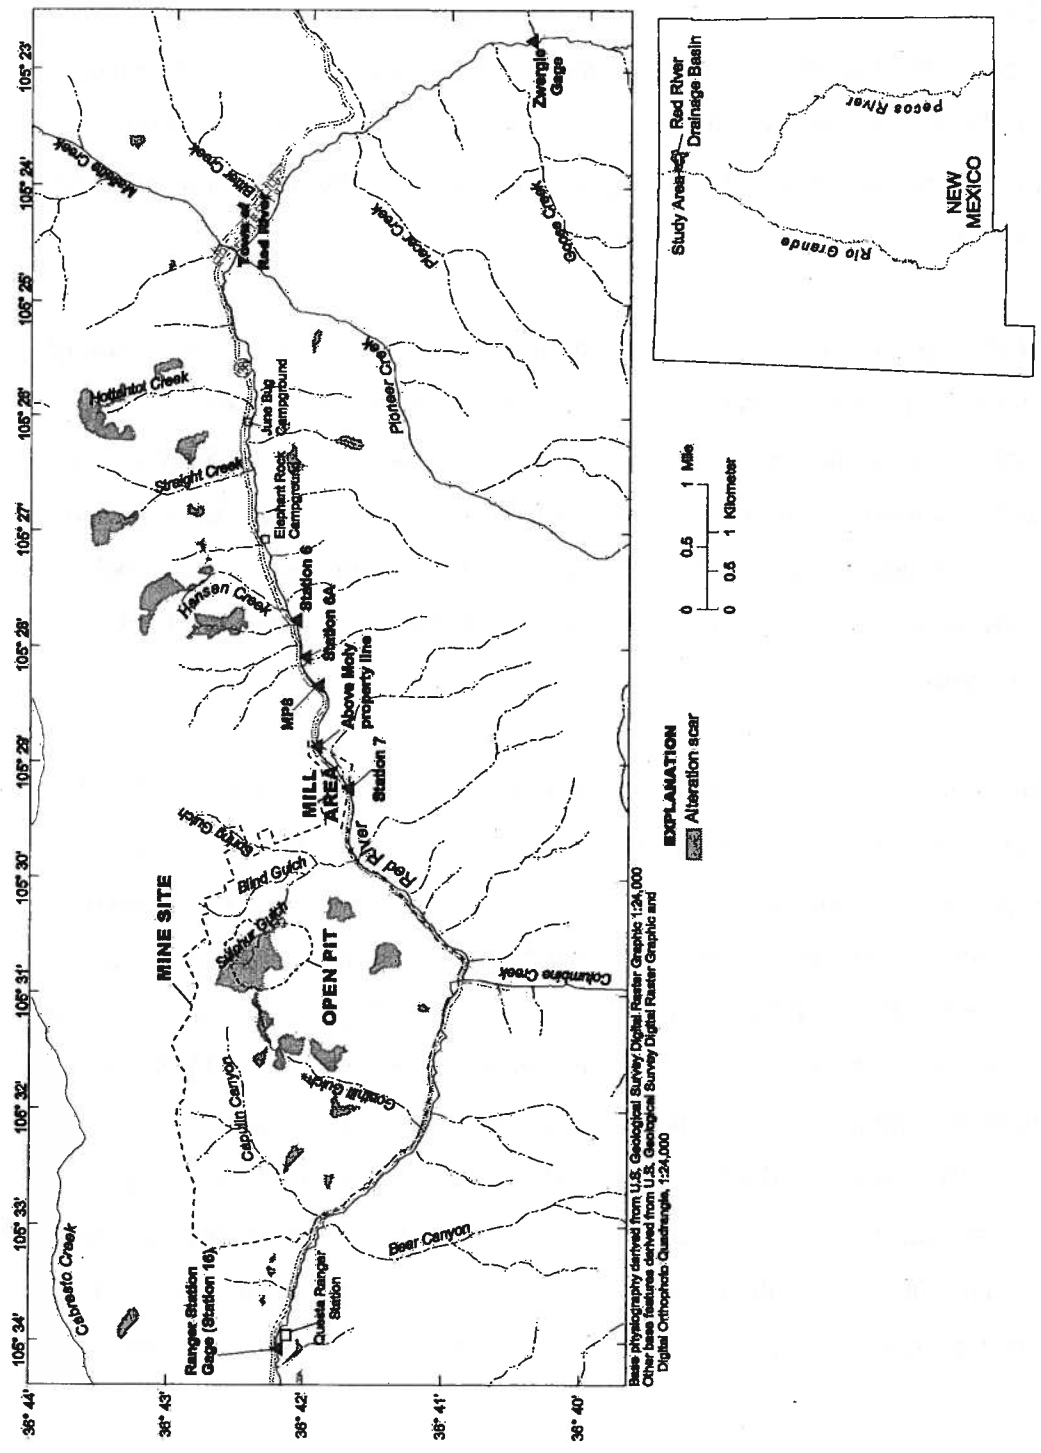 105° 34'
105° 33'
105° 32'
105° 31'
105° 30'
105° 29'
105° 28'
105° 27'
105° 26'
105° 25'
105° 24'
105° 23'
36° 44'
36° 43'
36° 42'
36° 41'
36° 40'
Cabresto Creek
Ranger Station
Gage (Station 16)
Questa Ranger
Station
Bear Canyon
Capulin Canyon
Goathill Gulch
MINE SITE
OPEN PIT
Sulphur Gulch
Blind Gulch
Spring Gulch
Columbine Creek
Red River
MILL
AREA
Station 7
Above Moly
property line
MP8
Station 6A
Station 6
Hansen Creek
Elephant Rock
Campground
Straight Creek
June Bug
Campground
Hottentot Creek
Pioneer Creek
Town of
Red River
Mallette Creek
Bitter Creek
Placer Creek
Goose Creek
Zwergle
Gage
Base physiography derived from U.S. Geological Survey Digital Raster Graphic 1:24,000
Other base features derived from U.S. Geological Survey Digital Raster Graphic and
Digital Orthophoto Quadrangle, 1:24,000
EXPLANATION
Alteration scar
0 0.5 1 Mile
0 0.5 1 Kilometer
Study Area
Red River
Drainage Basin
Rio Grande
Pecos River
NEW
MEXICO